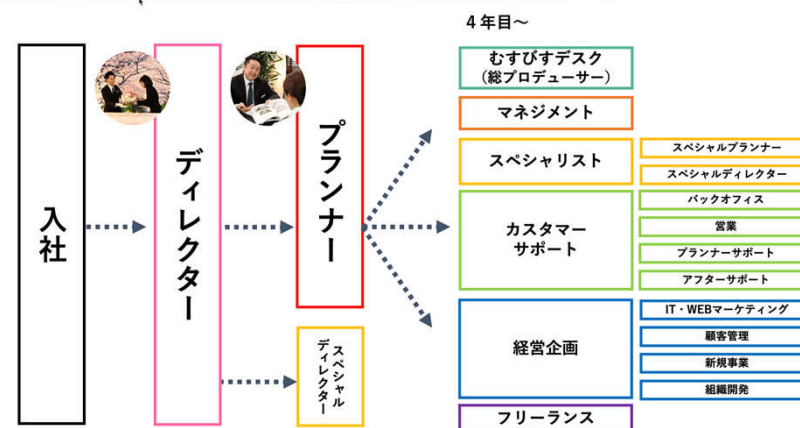 4年目～
入社
ディレクター
プランナー
スペシャル
ディレクター
むすびすデスク
（総プロデューサー）
マネジメント
スペシャリスト
スペシャルプランナー
スペシャルディレクター
カスタマー
サポート
バックオフィス
営業
プランナーサポート
アフターサポート
経営企画
IT・WEBマーケティング
顧客管理
新規事業
組織開発
フリーランス